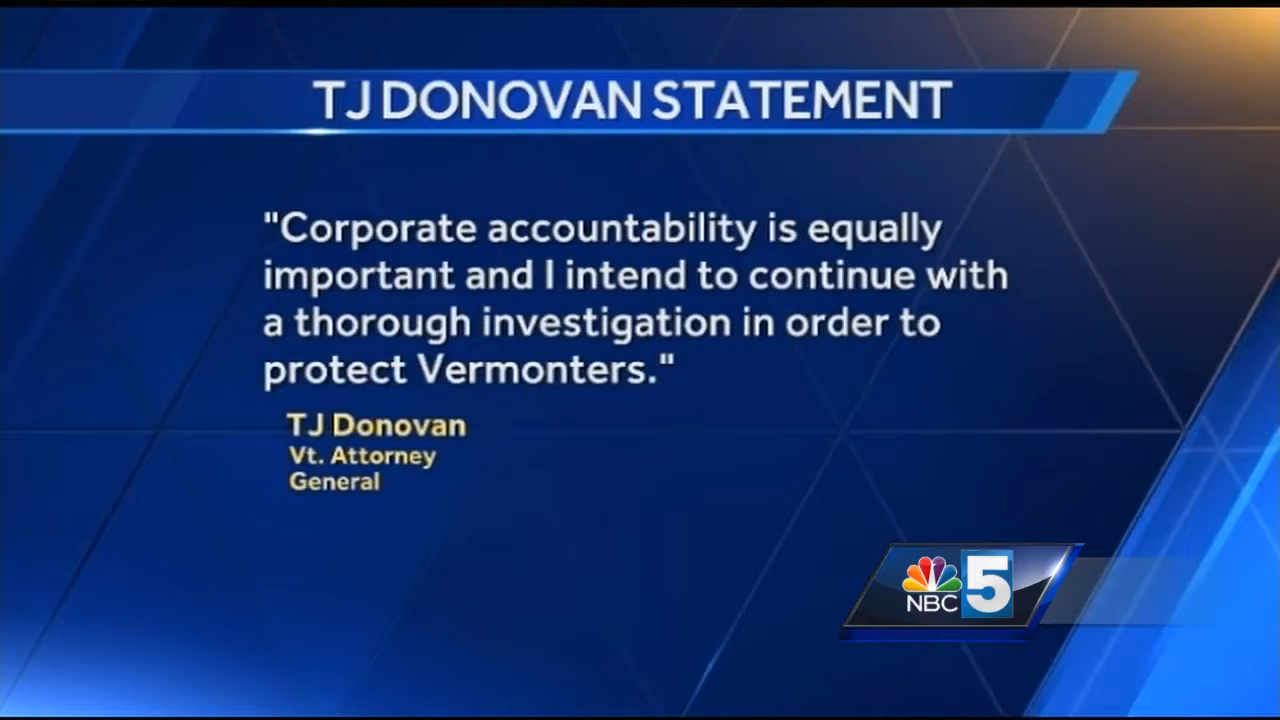 TJ DONOVAN STATEMENT
"Corporate accountability is equally
important and I intend to continue with
a thorough investigation in order to
protect Vermonters."
TJ Donovan
Vt. Attorney
General
NBC 5